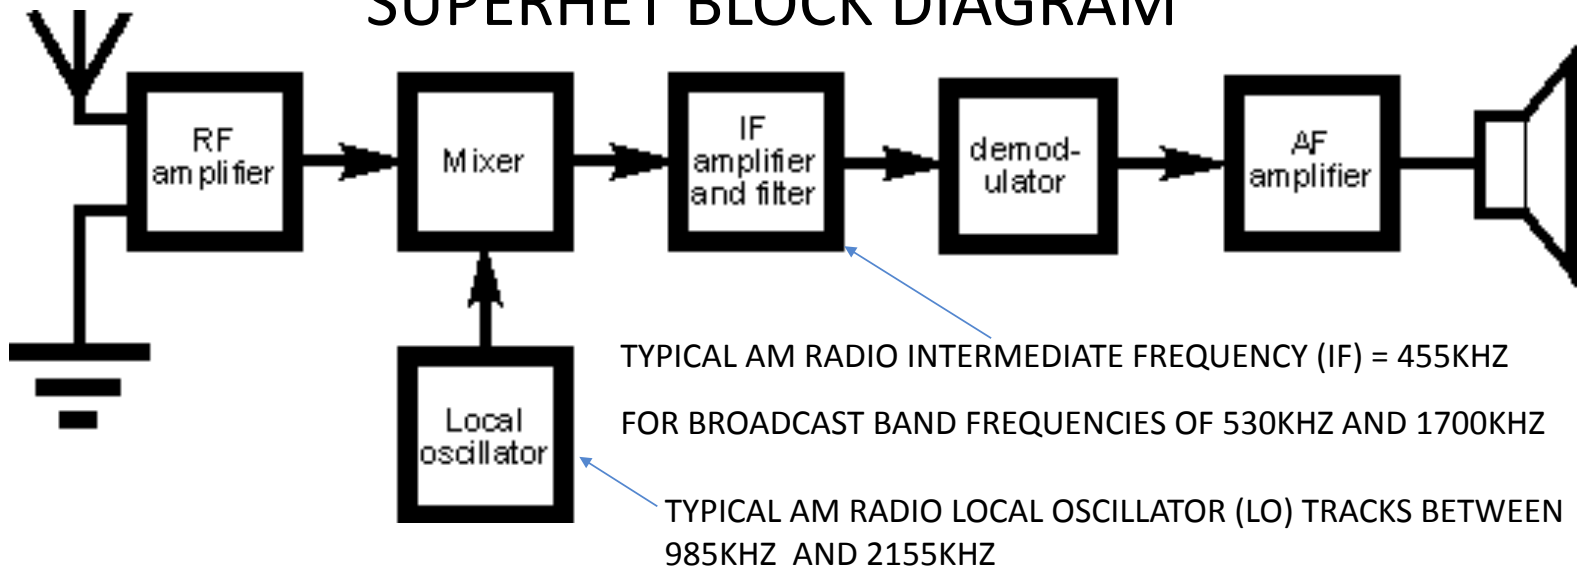 SUPERHET BLOCK DIAGRAM
RF
amplifier
Mixer
IF
amplifier
and filter
demod-
ulator
AF
amplifier
Local
oscillator
TYPICAL AM RADIO INTERMEDIATE FREQUENCY (IF) = 455KHZ
FOR BROADCAST BAND FREQUENCIES OF 530KHZ AND 1700KHZ
TYPICAL AM RADIO LOCAL OSCILLATOR (LO) TRACKS BETWEEN
985KHZ  AND 2155KHZ